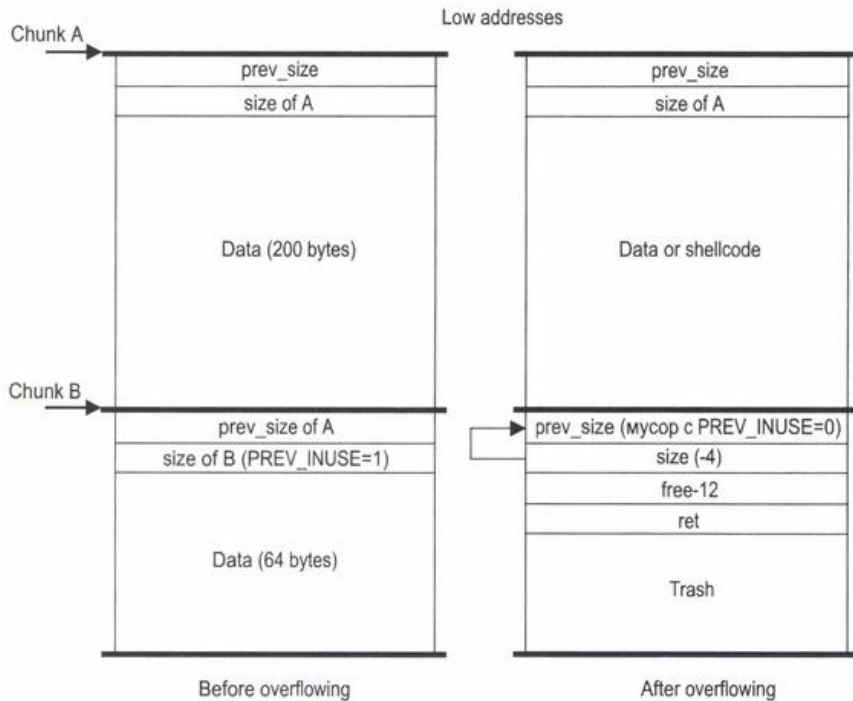 Low addresses
Chunk A
prev_size
size of A
Data (200 bytes)
Chunk B
prev_size of A
size of B (PREV_INUSE=1)
Data (64 bytes)
Before overflowing
prev_size
size of A
Data or shellcode
prev_size (мусор с PREV_INUSE=0)
size (-4)
free-12
ret
Trash
After overflowing